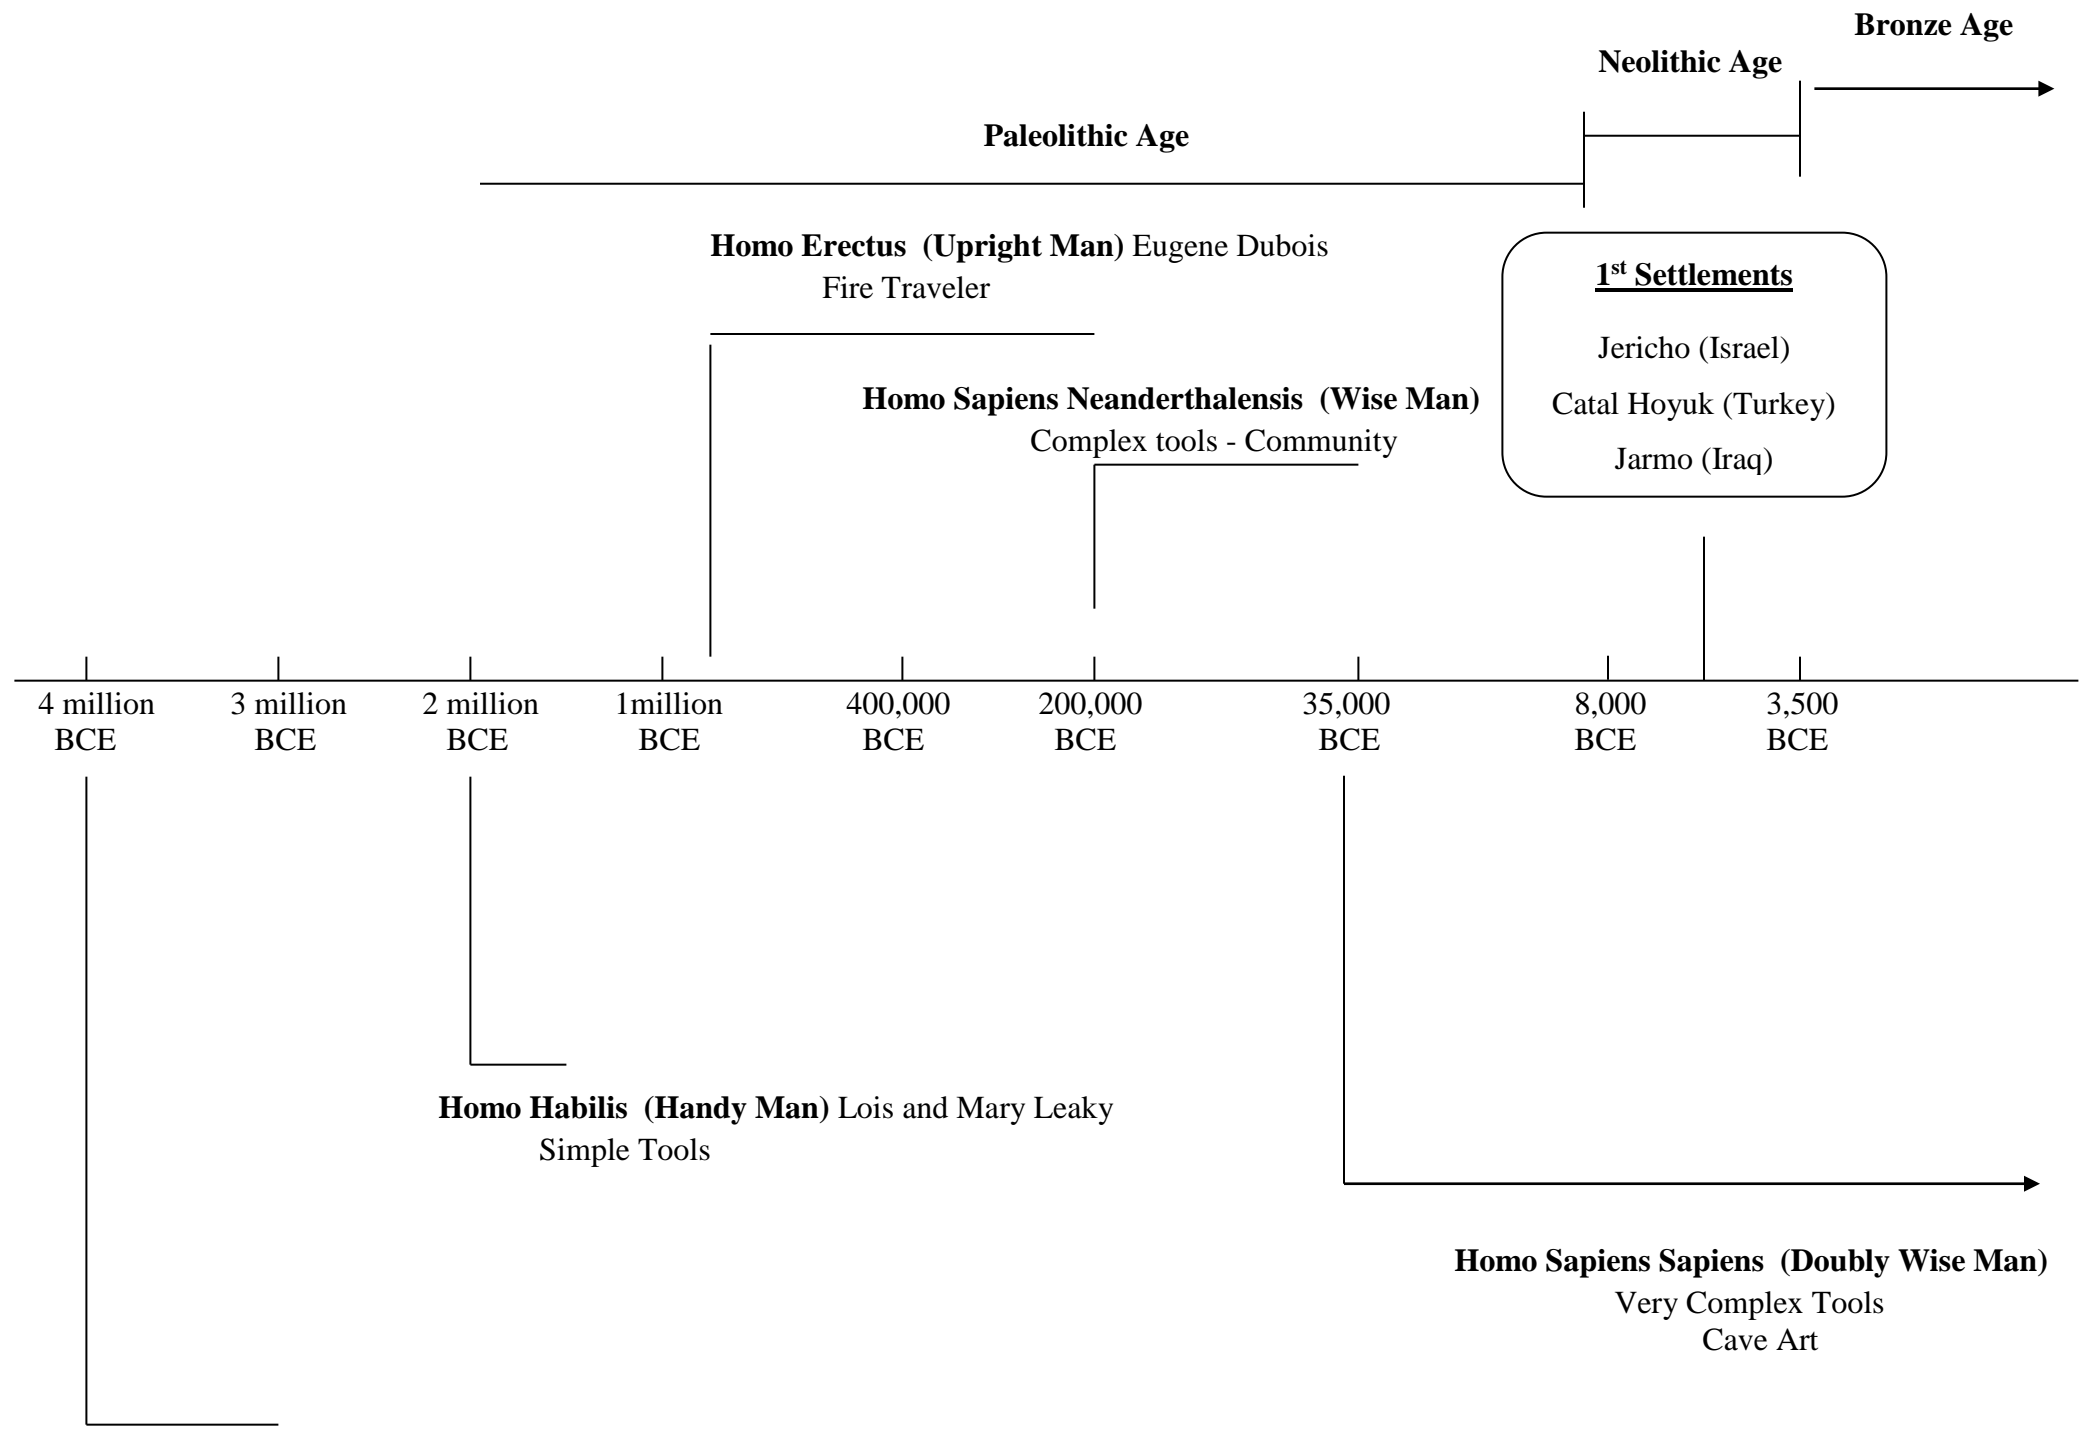 Bronze Age
Neolithic Age
Paleolithic Age
Homo Erectus (Upright Man) Eugene Dubois
Fire Traveler
1st Settlements
Jericho (Israel)
Catal Hoyuk (Turkey)
Jarmo (Iraq)
Homo Sapiens Neanderthalensis (Wise Man)
Complex tools - Community
4 million 3 million 2 million 1million 400,000 200,000 35,000 8,000 3,500
BCE BCE BCE BCE BCE BCE BCE BCE BCE
Homo Habilis (Handy Man) Lois and Mary Leaky
Simple Tools
Homo Sapiens Sapiens (Doubly Wise Man)
Very Complex Tools
Cave Art